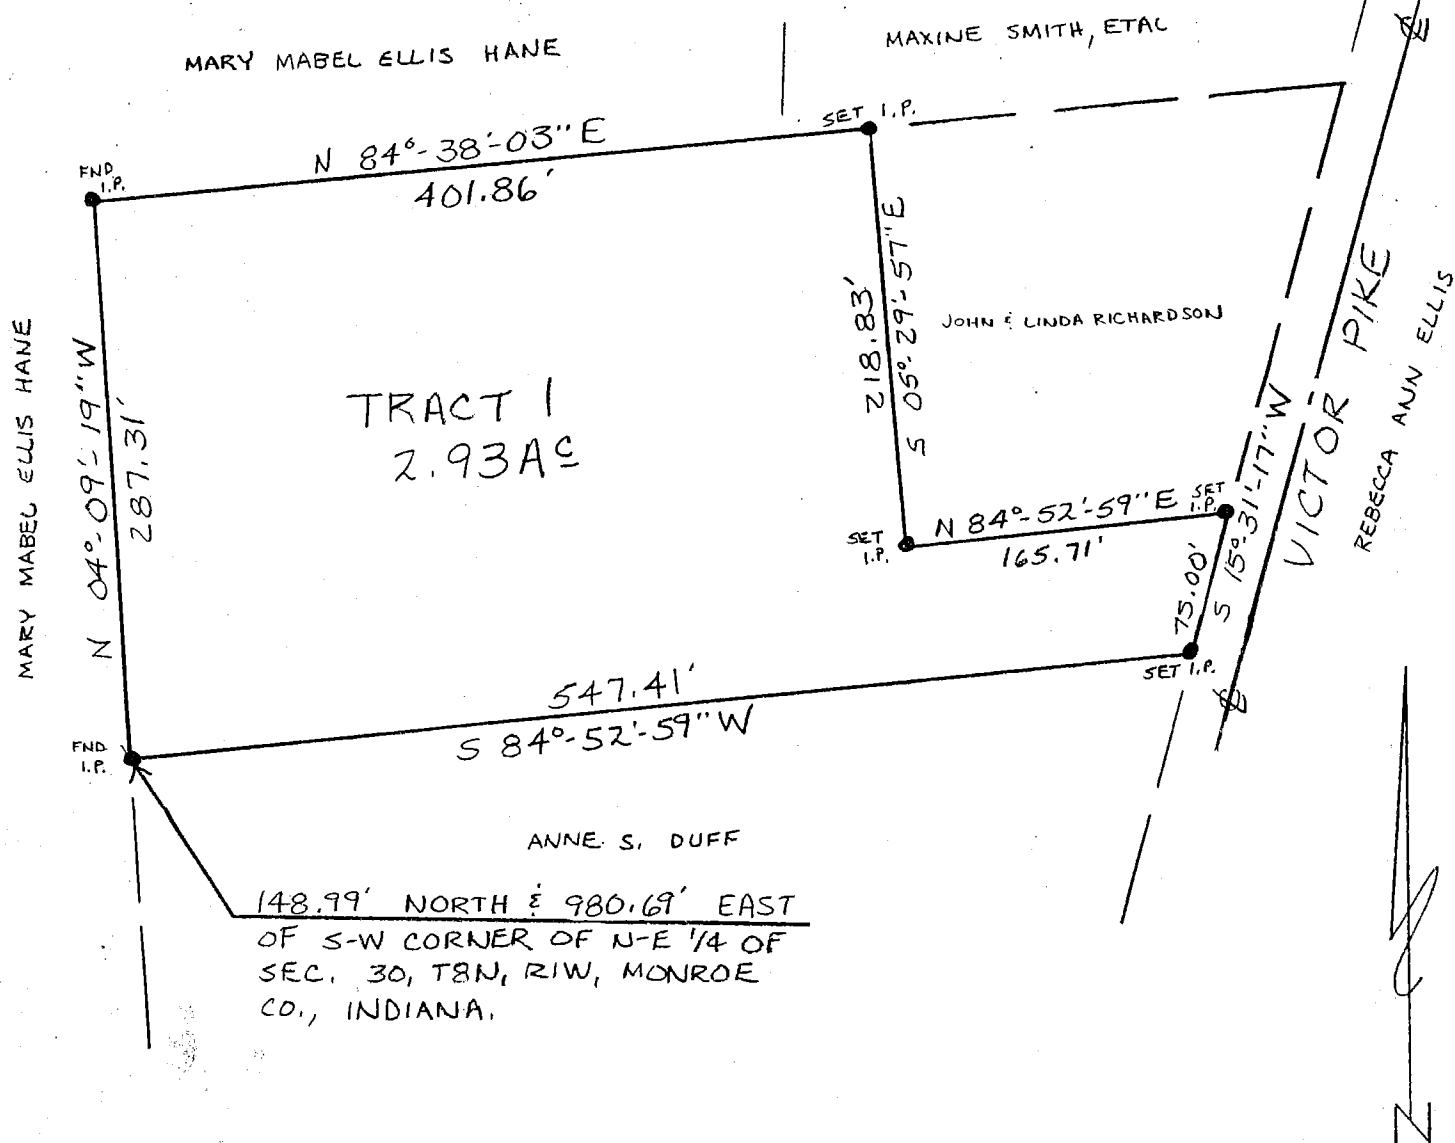 MARY MABEL ELLIS HANE
MAXINE SMITH, ETAL
℄
SET I.P.
N 84°-38'-03" E
401.86'
FND.
I.P.
MARY MABEL ELLIS HANE
N 04°-09'-19" W
287.31'
TRACT 1
2.93 Ac
218.83'
S 05°-29'-57" E
JOHN & LINDA RICHARDSON
VICTOR PIKE
REBECCA ANN ELLIS
SET
I.P.
N 84°-52'-59" E
165.71'
SET
I.P.
75.00'
S 15°-31'-17" W
SET I.P.
℄
547.41'
S 84°-52'-59" W
FND.
I.P.
ANNE S. DUFF
148.99' NORTH & 980.69' EAST
OF S-W CORNER OF N-E 1/4 OF
SEC. 30, T8N, R1W, MONROE
CO., INDIANA.
N